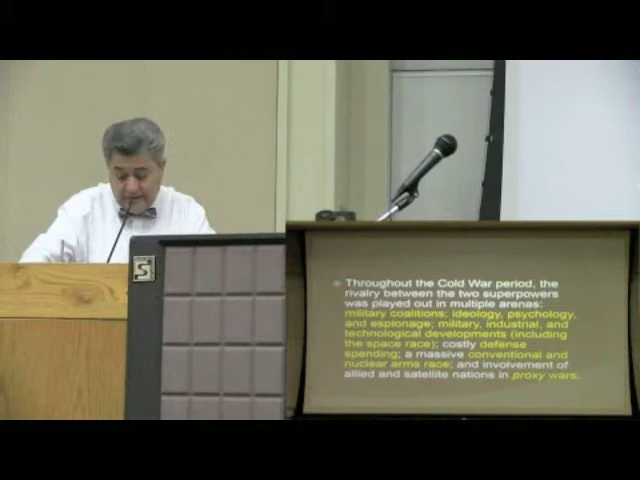 Throughout the Cold War period, the
rivalry between the two superpowers
was played out in multiple arenas:
military coalitions; ideology, psychology,
and espionage; military, industrial, and
technological developments (including
the space race); costly defense
spending; a massive conventional and
nuclear arms race; and involvement of
allied and satellite nations in proxy wars.
S